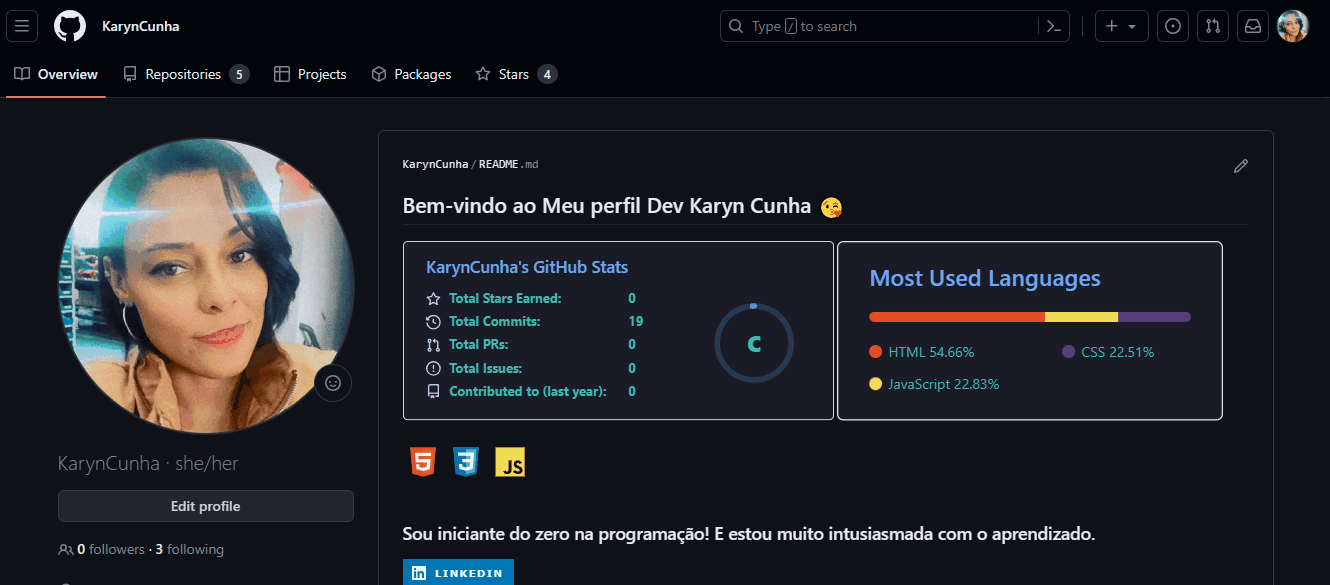 KarynCunha
Type / to search
Overview
Repositories 5
Projects
Packages
Stars 4
KarynCunha · she/her
Edit profile
0 followers · 3 following
KarynCunha/README.md
Bem-vindo ao Meu perfil Dev Karyn Cunha 😘
KarynCunha's GitHub Stats
Total Stars Earned: 0
Total Commits: 19
Total PRs: 0
Total Issues: 0
Contributed to (last year): 0
C
Most Used Languages
HTML 54.66%
CSS 22.51%
JavaScript 22.83%
5 3 JS
Sou iniciante do zero na programação! E estou muito intusiasmada com o aprendizado.
in LINKEDIN